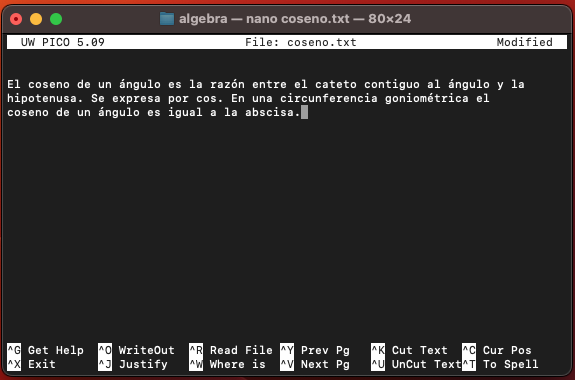 algebra — nano coseno.txt — 80×24
UW PICO 5.09 File: coseno.txt Modified
El coseno de un ángulo es la razón entre el cateto contiguo al ángulo y la
hipotenusa. Se expresa por cos. En una circunferencia goniométrica el
coseno de un ángulo es igual a la abscisa.
^G Get Help ^O WriteOut ^R Read File ^Y Prev Pg ^K Cut Text ^C Cur Pos
^X Exit ^J Justify ^W Where is ^V Next Pg ^U UnCut Text ^T To Spell